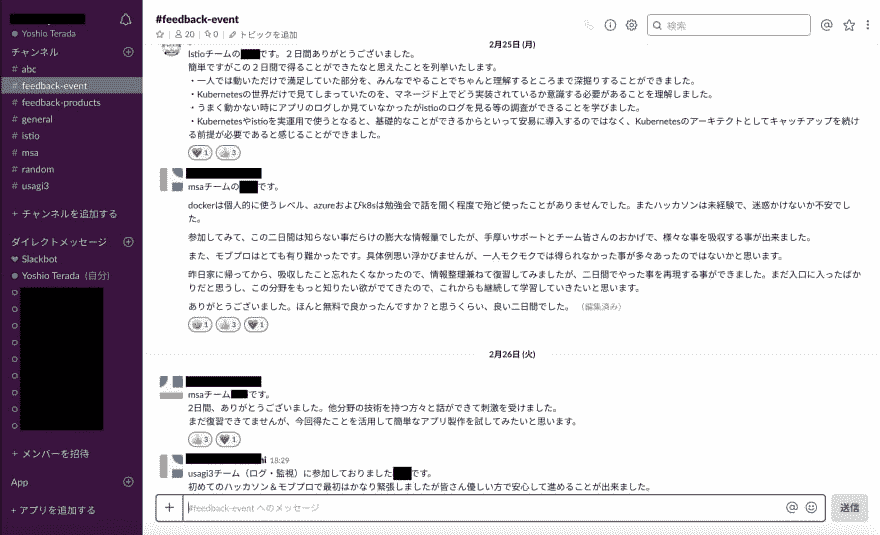 Yoshio Terada
チャンネル
# abc
# feedback-event
# feedback-products
# general
# istio
# msa
# random
# usagi3
+ チャンネルを追加する
ダイレクトメッセージ
Slackbot
Yoshio Terada (自分)
+ メンバーを招待
App
+ アプリを追加する
#feedback-event
20
0
トピックを追加
検索
2月25日 (月)
Istioチームの です。2日間ありがとうございました。
簡単ですがこの2日間で得ることができたなと思えたことを列挙いたします。
・一人では動いただけで満足していた部分を、みんなでやることでちゃんと理解するところまで深掘りすることができました。
・Kubernetesの世界だけで見てしまっていたのを、マネージド上でどう実装されているか意識する必要があることを理解しました。
・うまく動かない時にアプリのログしか見ていなかったがistioのログを見る等の調査ができることを学びました。
・Kubernetesやistioを実運用で使うとなると、基礎的なことができるからといって安易に導入するのではなく、Kubernetesのアーキテクトとしてキャッチアップを続け
る前提が必要であると感じることができました。
1 3
msaチームの です。
dockerは個人的に使うレベル、azureおよびk8sは勉強会で話を聞く程度で殆ど使ったことがありませんでした。またハッカソンは未経験で、迷惑かけないか不安でし
た。
参加してみて、この二日間は知らない事だらけの膨大な情報量でしたが、手厚いサポートとチーム皆さんのおかげで、様々な事を吸収する事が出来ました。
また、モブプロはとても有り難かったです。具体例思い浮かびませんが、一人モクモクでは得られなかった事が多々あったのではないかと思います。
昨日家に帰ってから、吸収したこと忘れたくなかったので、情報整理兼ねて復習してみましたが、二日間でやった事を再現する事ができました。まだ入口に入ったばか
りだと思うし、この分野をもっと知りたい欲がでてきたので、これからも継続して学習していきたいと思います。
ありがとうございました。ほんと無料で良かったんですか？と思うくらい、良い二日間でした。 (編集済み)
1 3 1
2月26日 (火)
msaチーム です。
2日間、ありがとうございました。他分野の技術を持つ方々と話ができて刺激を受けました。
まだ復習できてませんが、今回得たことを活用して簡単なアプリ製作を試してみたいと思います。
3 1
18:29
usagi3チーム（ログ・監視）に参加しておりました です。
初めてのハッカソン＆モブプロで最初はかなり緊張しましたが皆さん優しい方で安心して進めることが出来ました。
#feedback-event へのメッセージ
送信